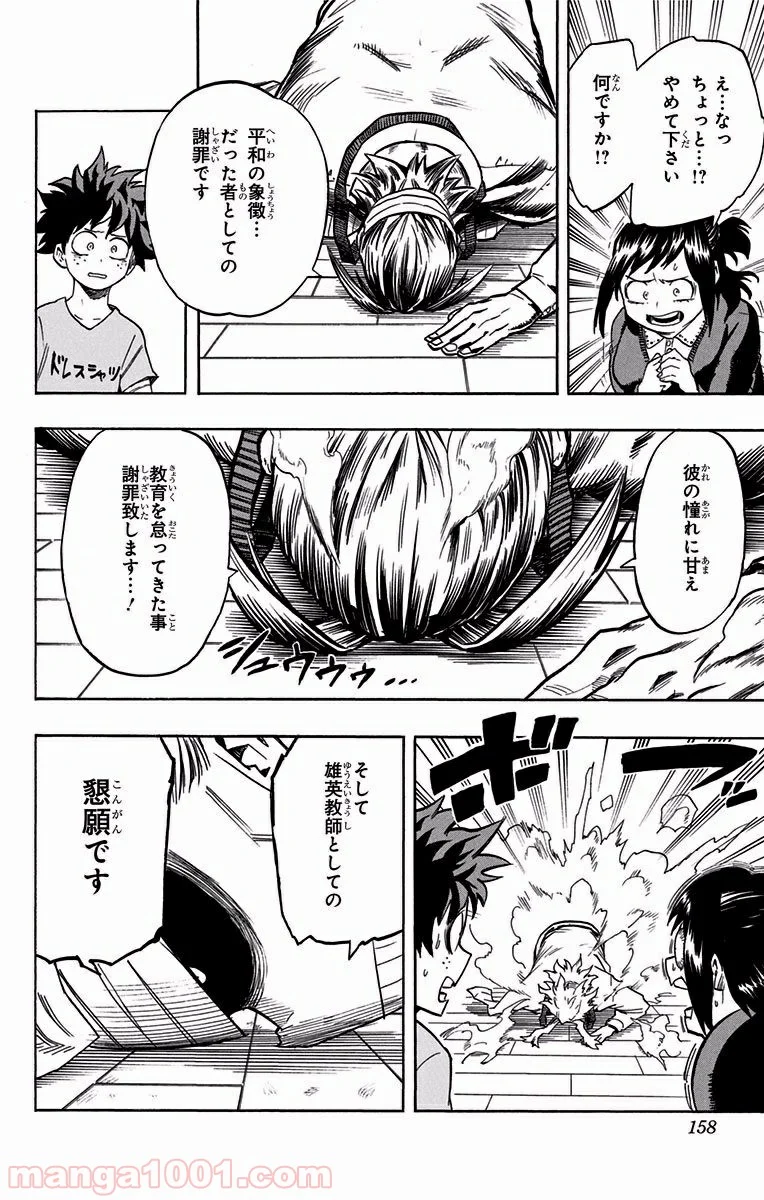 え…なっ
ちょっと…!?
やめて下さい
何ですか!?
平和の象徴…
だった者としての
謝罪です
ドレスシャツ
彼の憧れに甘え
教育を怠ってきた事
謝罪致します…!
シュウウゥ…
ボッ
そして
雄英教師としての
懇願です
158
manga1001.com